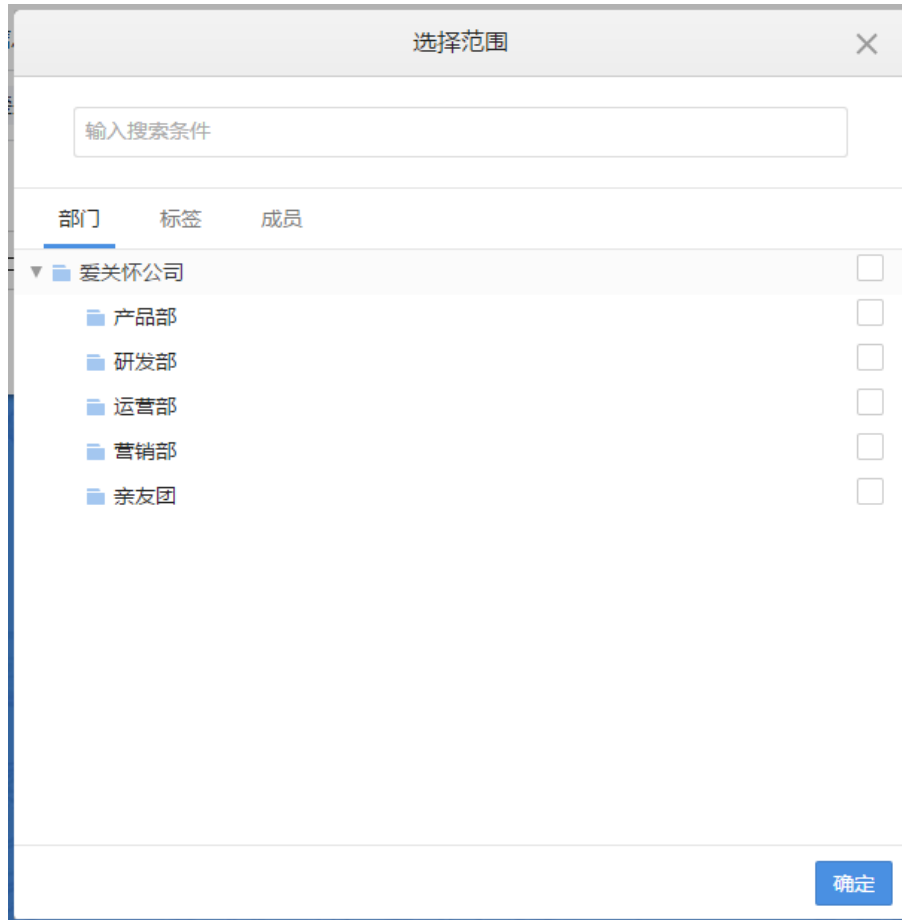 选择范围
输入搜索条件
部门 标签 成员
爱关怀公司
产品部
研发部
运营部
营销部
亲友团
确定